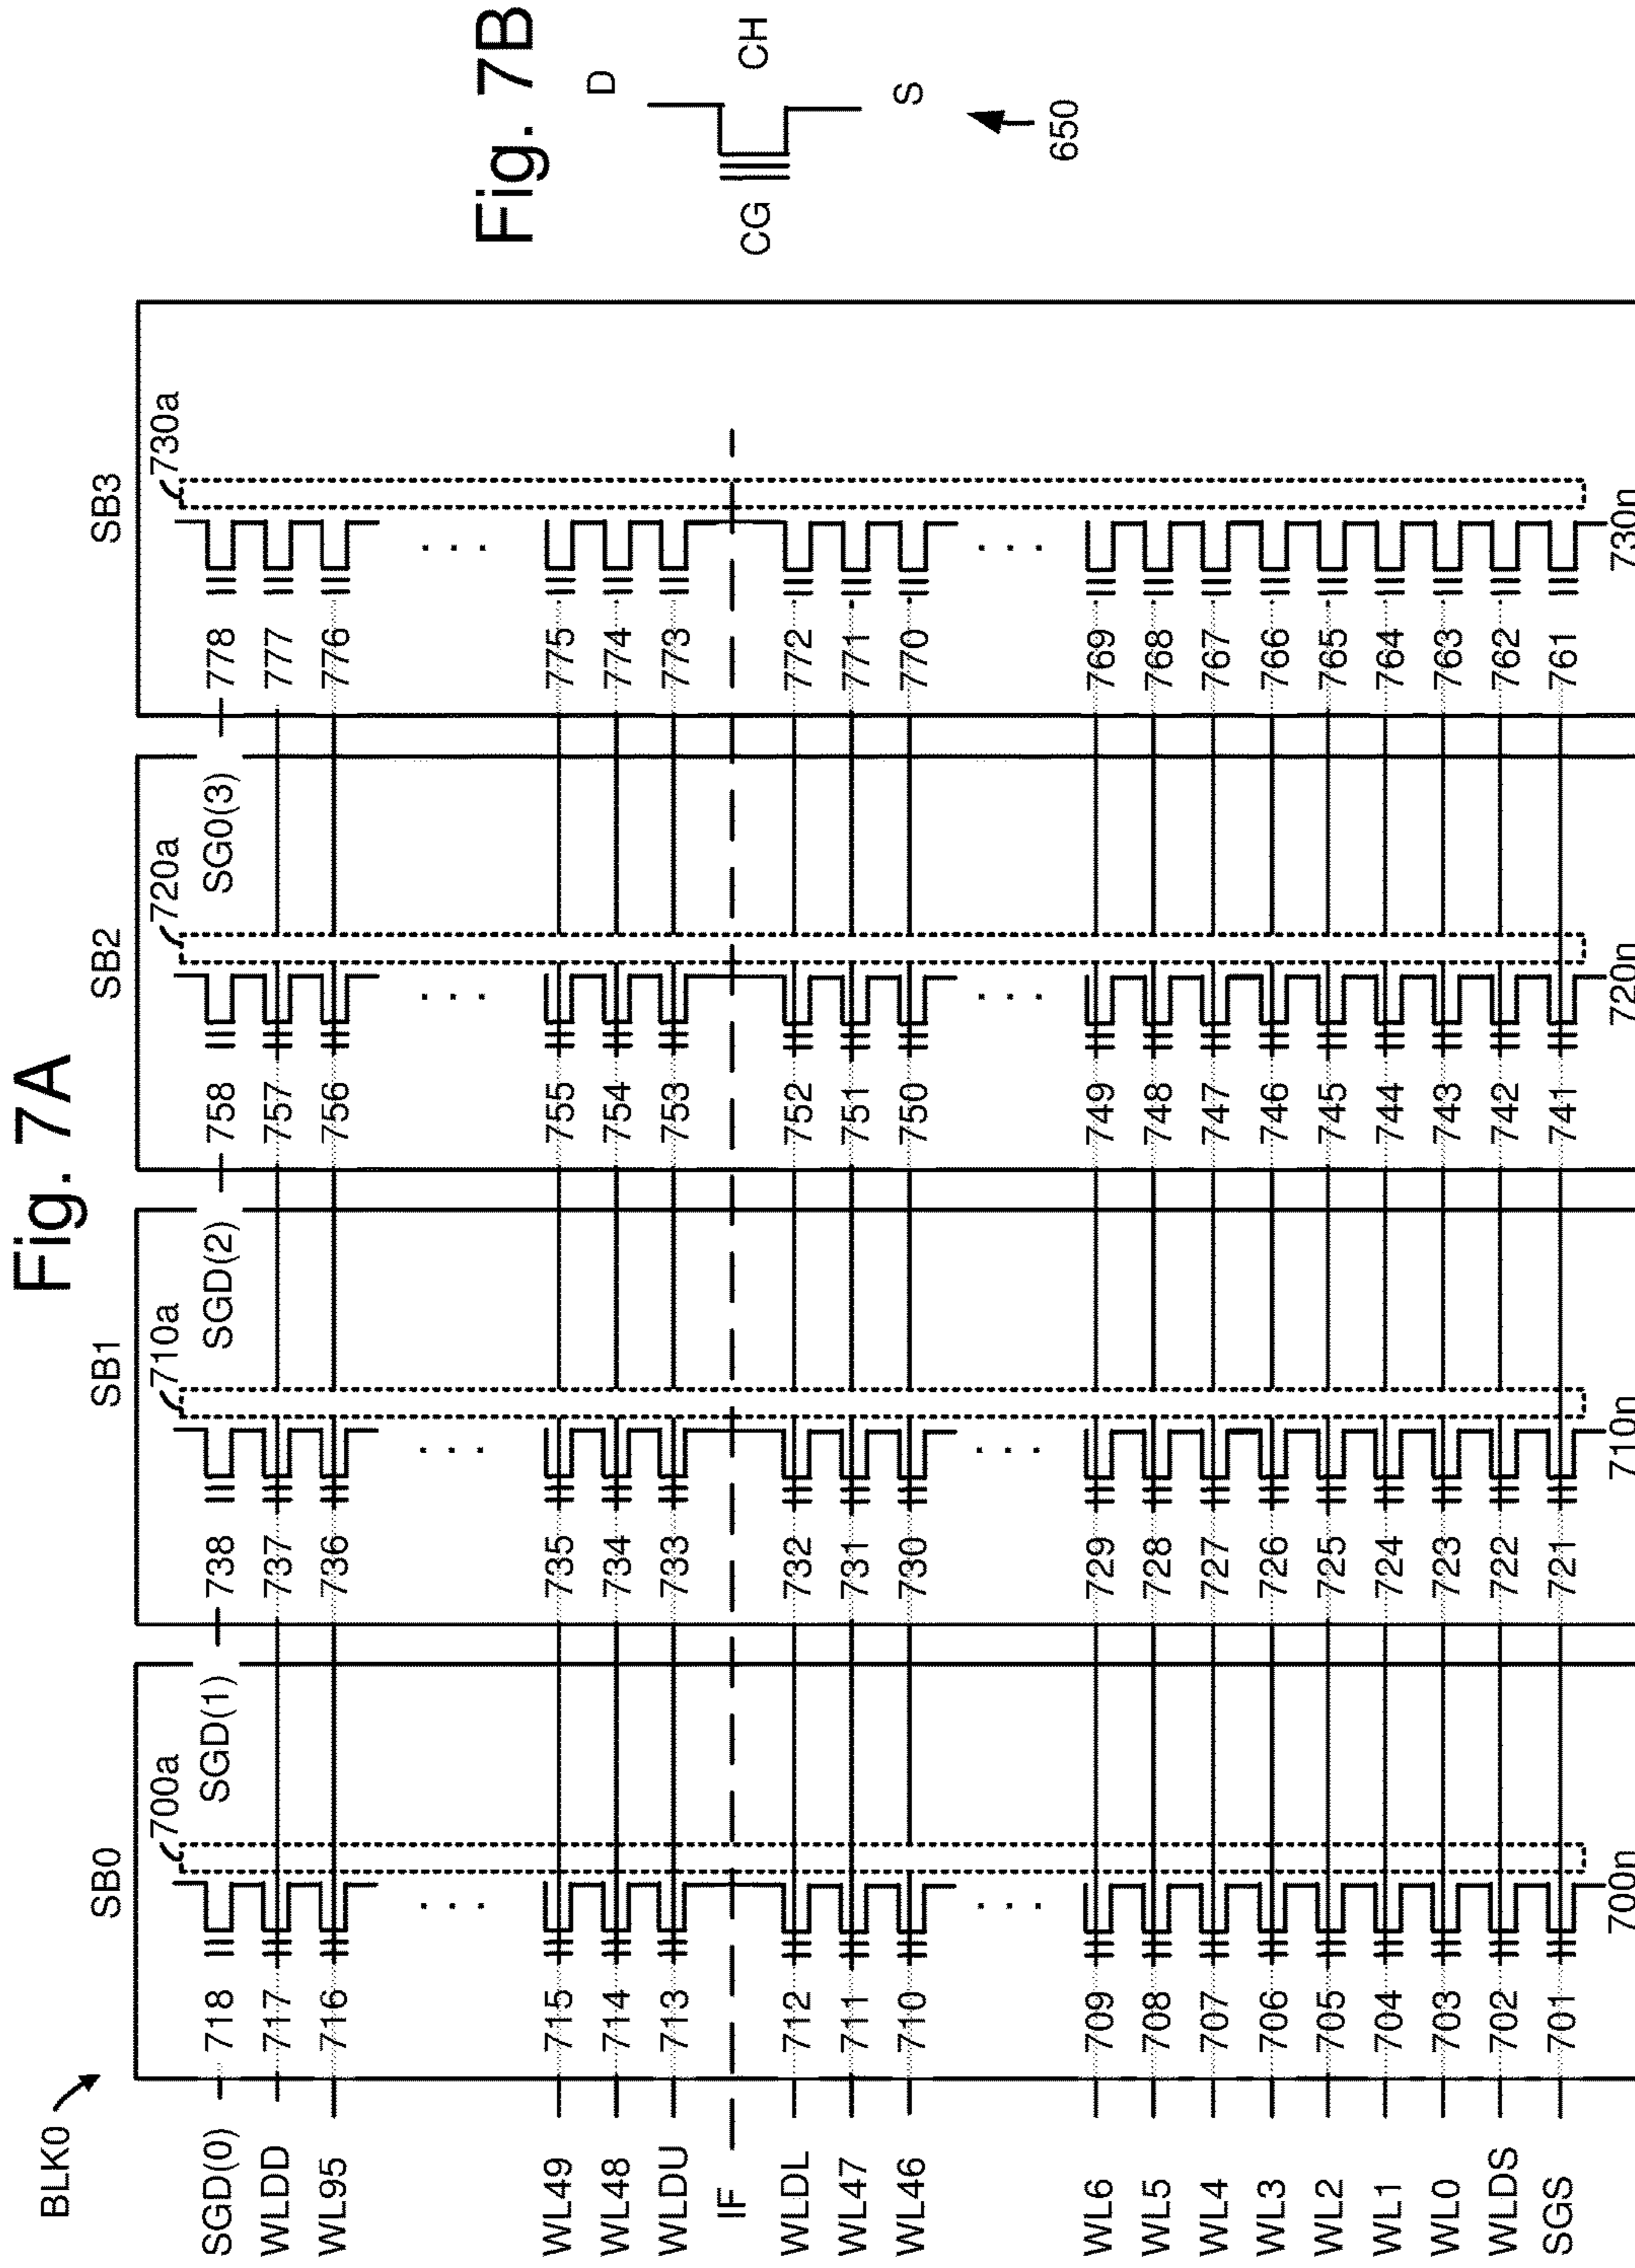 Fig. 7A
BLK0
SB0
SB1
SB2
SB3
700a
710a
720a
730a
SGD(0) 718 SGD(1) 738 SGD(2) 758 SG0(3) 778
WLDD 717 737 757 777
WL95 716 736 756 776
. . . . . . . . . . . .
WL49 715 735 755 775
WL48 714 734 754 774
WLDU 713 733 753 773
IF
WLDL 712 732 752 772
WL47 711 731 751 771
WL46 710 730 750 770
. . . . . . . . . . . .
WL6 709 729 749 769
WL5 708 728 748 768
WL4 707 727 747 767
WL3 706 726 746 766
WL2 705 725 745 765
WL1 704 724 744 764
WL0 703 723 743 763
WLDS 702 722 742 762
SGS 701 721 741 761
700n 710n 720n 730n
Fig. 7B
D
CG CH
S
650